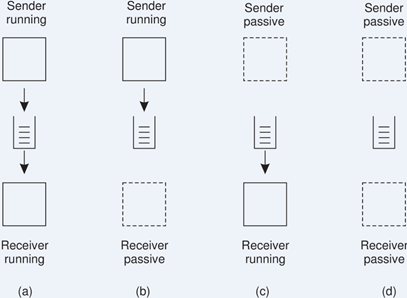 Sender
running
Sender
running
Sender
passive
Sender
passive
Receiver
running
Receiver
passive
Receiver
running
Receiver
passive
(a)
(b)
(c)
(d)